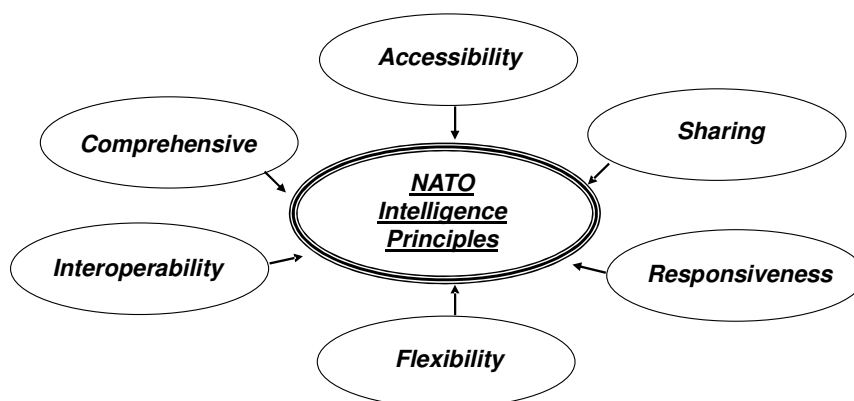 Accessibility
Comprehensive
Sharing
NATO
Intelligence
Principles
Interoperability
Responsiveness
Flexibility